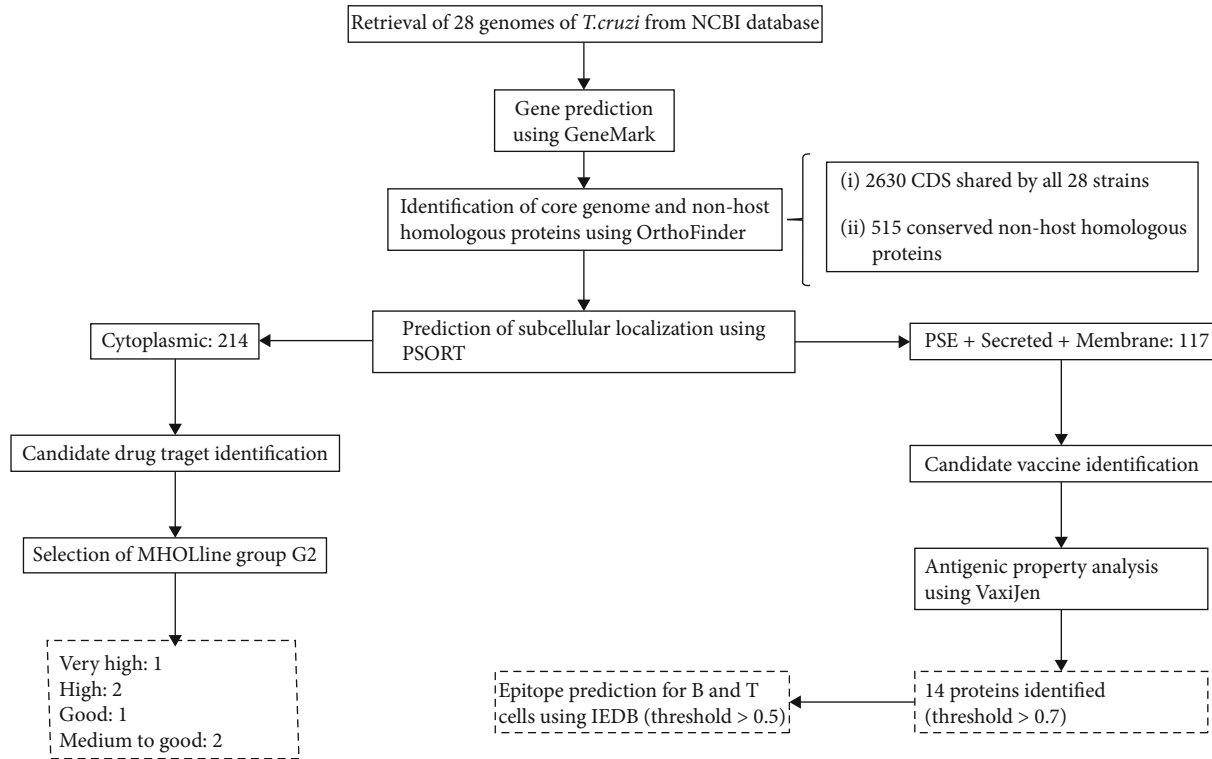 Retrieval of 28 genomes of T.cruzi from NCBI database
Gene prediction
using GeneMark
Identification of core genome and non-host
homologous proteins using OrthoFinder
(i) 2630 CDS shared by all 28 strains
(ii) 515 conserved non-host homologous
proteins
Cytoplasmic: 214
Prediction of subcellular localization using
PSORT
PSE + Secreted + Membrane: 117
Candidate drug traget identification
Candidate vaccine identification
Selection of MHOLline group G2
Antigenic property analysis
using VaxiJen
Very high: 1
High: 2
Good: 1
Medium to good: 2
Epitope prediction for B and T
cells using IEDB (threshold > 0.5)
14 proteins identified
(threshold > 0.7)